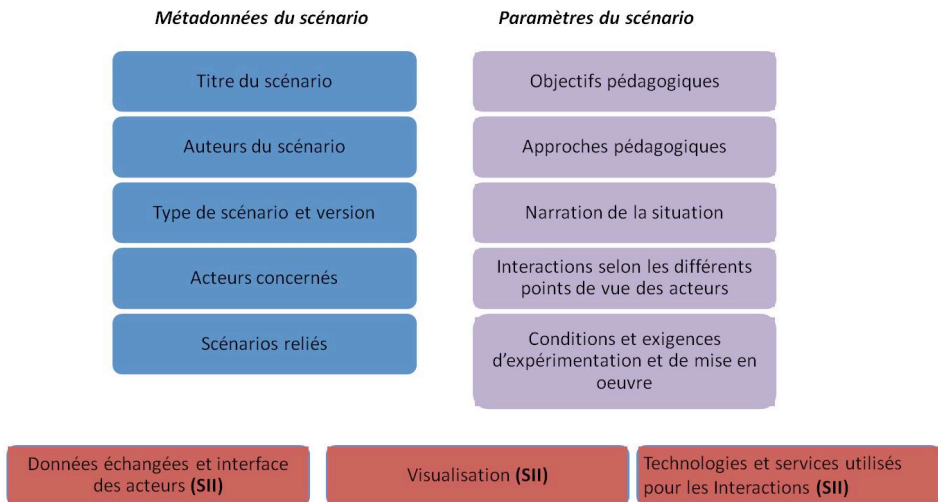 Métadonnées du scénario
Titre du scénario
Auteurs du scénario
Type de scénario et version
Acteurs concernés
Scénarios reliés
Paramètres du scénario
Objectifs pédagogiques
Approches pédagogiques
Narration de la situation
Interactions selon les différents
points de vue des acteurs
Conditions et exigences
d'expérimentation et de mise en
oeuvre
Données échangées et interface
des acteurs (SII)
Visualisation (SII)
Technologies et services utilisés
pour les Interactions (SII)